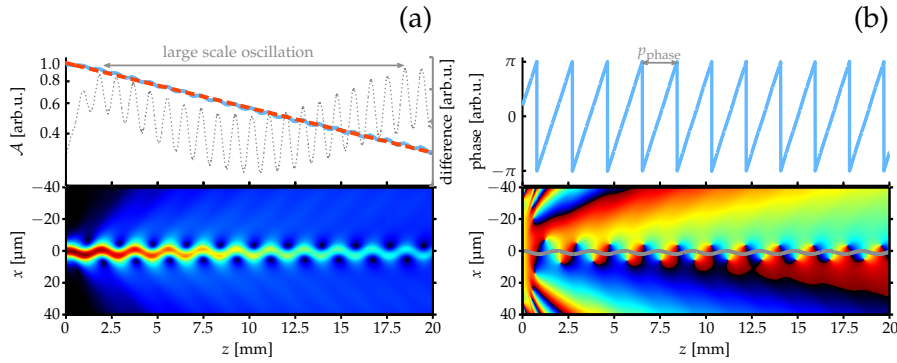 (a)
large scale oscillation
1.0
0.8
0.6
0.4
𝒜 [arb.u.]
difference [arb.u.]
−40
−20
0
20
40
x [µm]
0 2.5 5 7.5 10 12.5 15 17.5 20
z [mm]
(b)
p_phase
π
0
−π
phase [arb.u.]
−40
−20
0
20
40
x [µm]
0 2.5 5 7.5 10 12.5 15 17.5 20
z [mm]